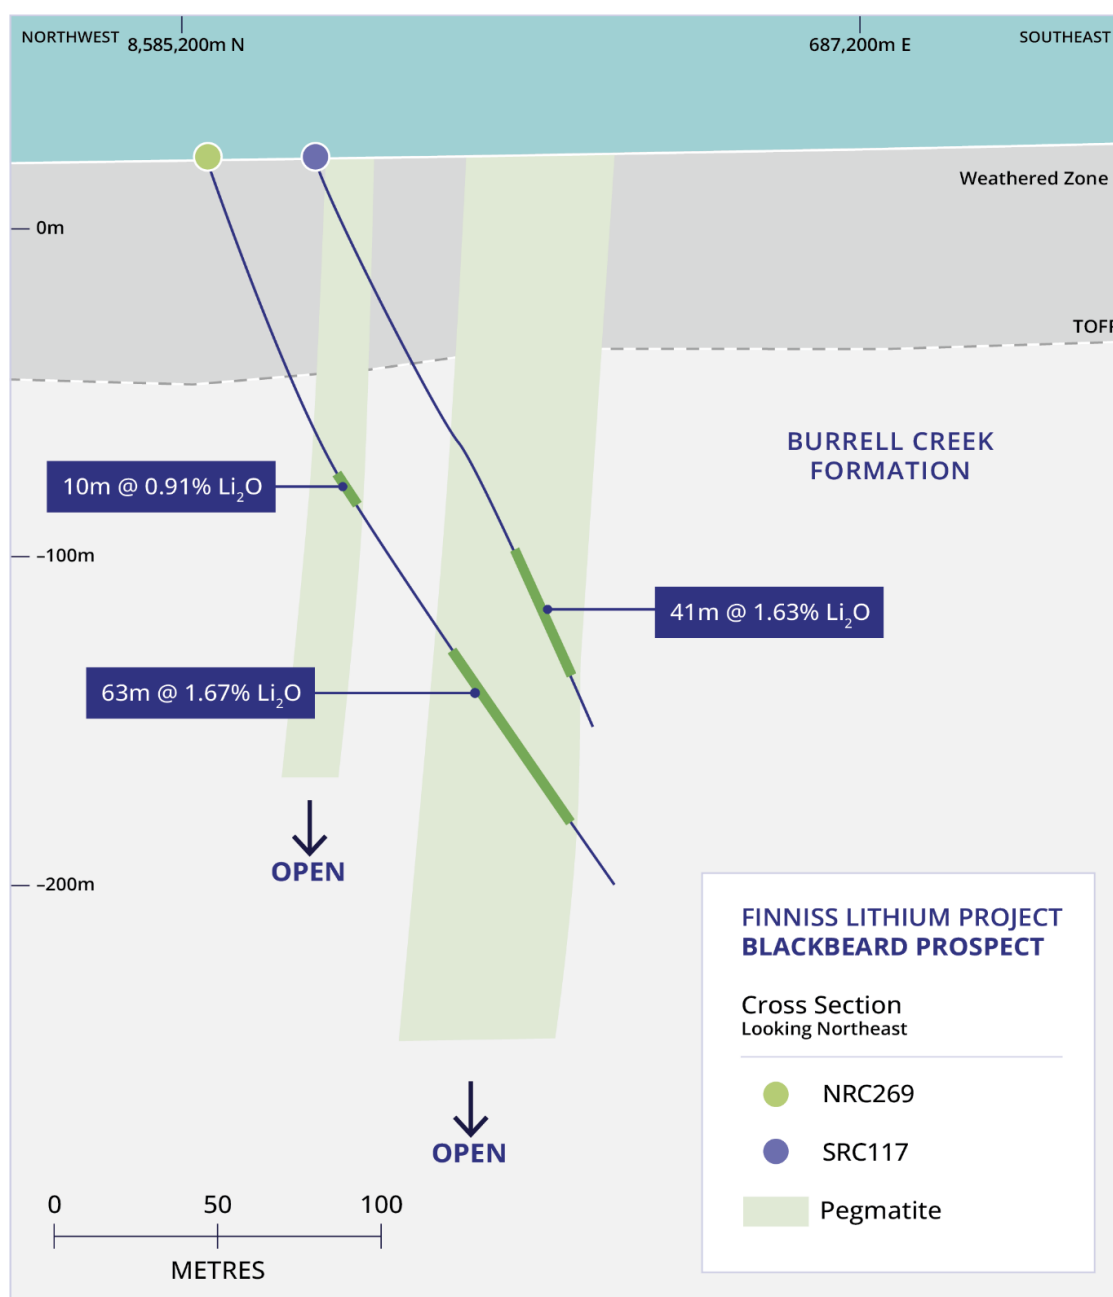 NORTHWEST
8,585,200m N
687,200m E
SOUTHEAST
Weathered Zone
0m
TOFR
BURRELL CREEK
FORMATION
10m @ 0.91% Li₂O
–100m
41m @ 1.63% Li₂O
63m @ 1.67% Li₂O
OPEN
–200m
FINNISS LITHIUM PROJECT
BLACKBEARD PROSPECT
Cross Section
Looking Northeast
NRC269
SRC117
Pegmatite
OPEN
0 50 100
METRES